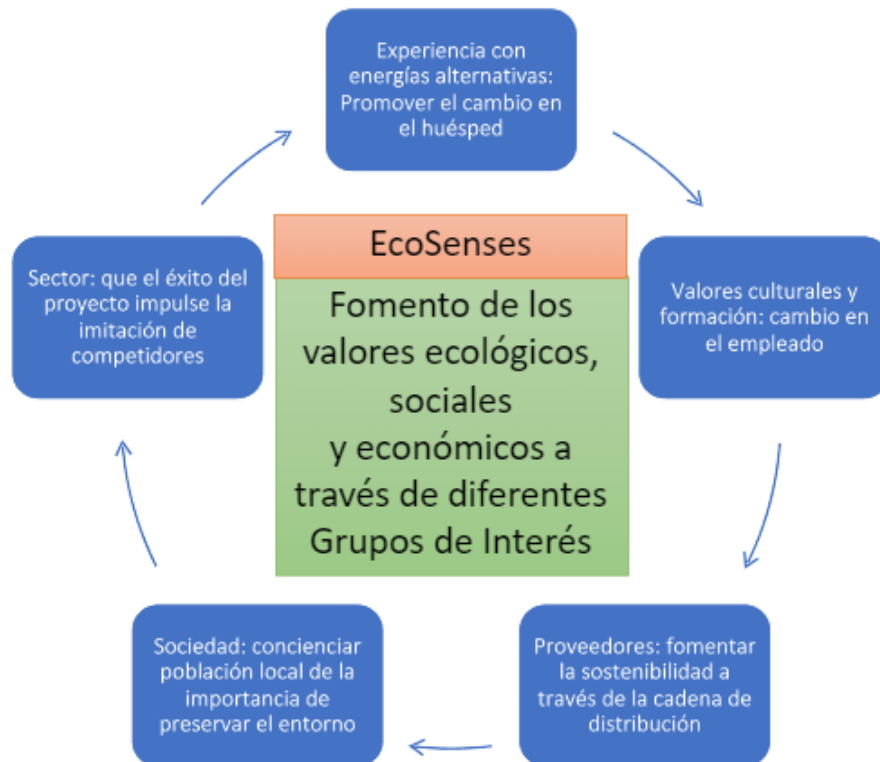 Experiencia con
energías alternativas:
Promover el cambio en
el huésped
EcoSenses
Fomento de los
valores ecológicos,
sociales
y económicos a
través de diferentes
Grupos de Interés
Valores culturales y
formación: cambio en
el empleado
Proveedores: fomentar
la sostenibilidad a
través de la cadena de
distribución
Sociedad: concienciar
población local de la
importancia de
preservar el entorno
Sector: que el éxito del
proyecto impulse la
imitación de
competidores